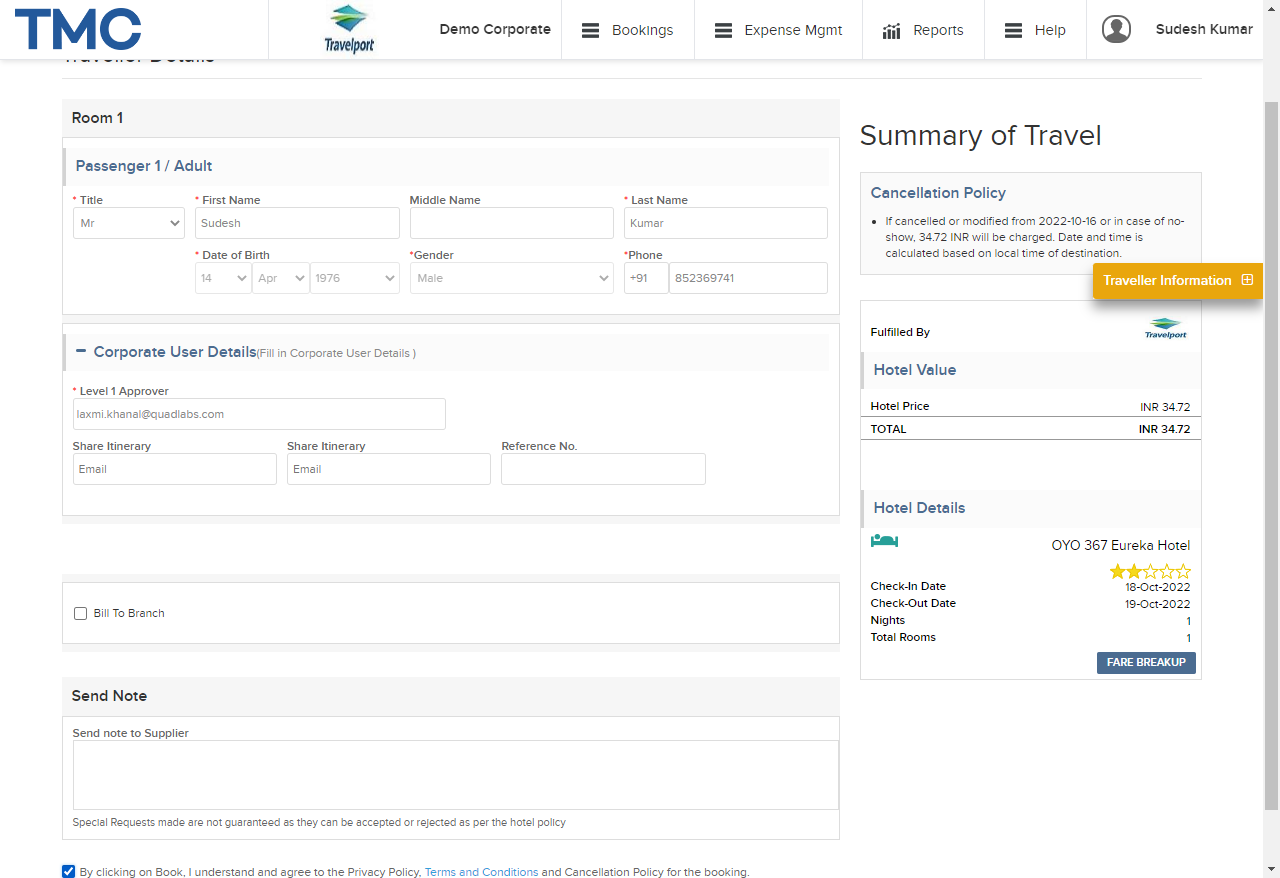 TMC
Travelport
Demo Corporate
Bookings
Expense Mgmt
Reports
Help
Sudesh Kumar
Traveller Details
Room 1
Passenger 1 / Adult
* Title
* First Name
Middle Name
* Last Name
Mr
Sudesh
Kumar
* Date of Birth
*Gender
*Phone
14
Apr
1976
Male
+91
852369741
Corporate User Details(Fill in Corporate User Details )
* Level 1 Approver
laxmi.khanal@quadlabs.com
Share Itinerary
Share Itinerary
Reference No.
Email
Email
Bill To Branch
Send Note
Send note to Supplier
Special Requests made are not guaranteed as they can be accepted or rejected as per the hotel policy
By clicking on Book, I understand and agree to the Privacy Policy, Terms and Conditions and Cancellation Policy for the booking.
Summary of Travel
Cancellation Policy
If cancelled or modified from 2022-10-16 or in case of no-
show, 34.72 INR will be charged. Date and time is
calculated based on local time of destination.
Traveller Information
Fulfilled By
Travelport
Hotel Value
Hotel Price INR 34.72
TOTAL INR 34.72
Hotel Details
OYO 367 Eureka Hotel
Check-In Date 18-Oct-2022
Check-Out Date 19-Oct-2022
Nights 1
Total Rooms 1
FARE BREAKUP